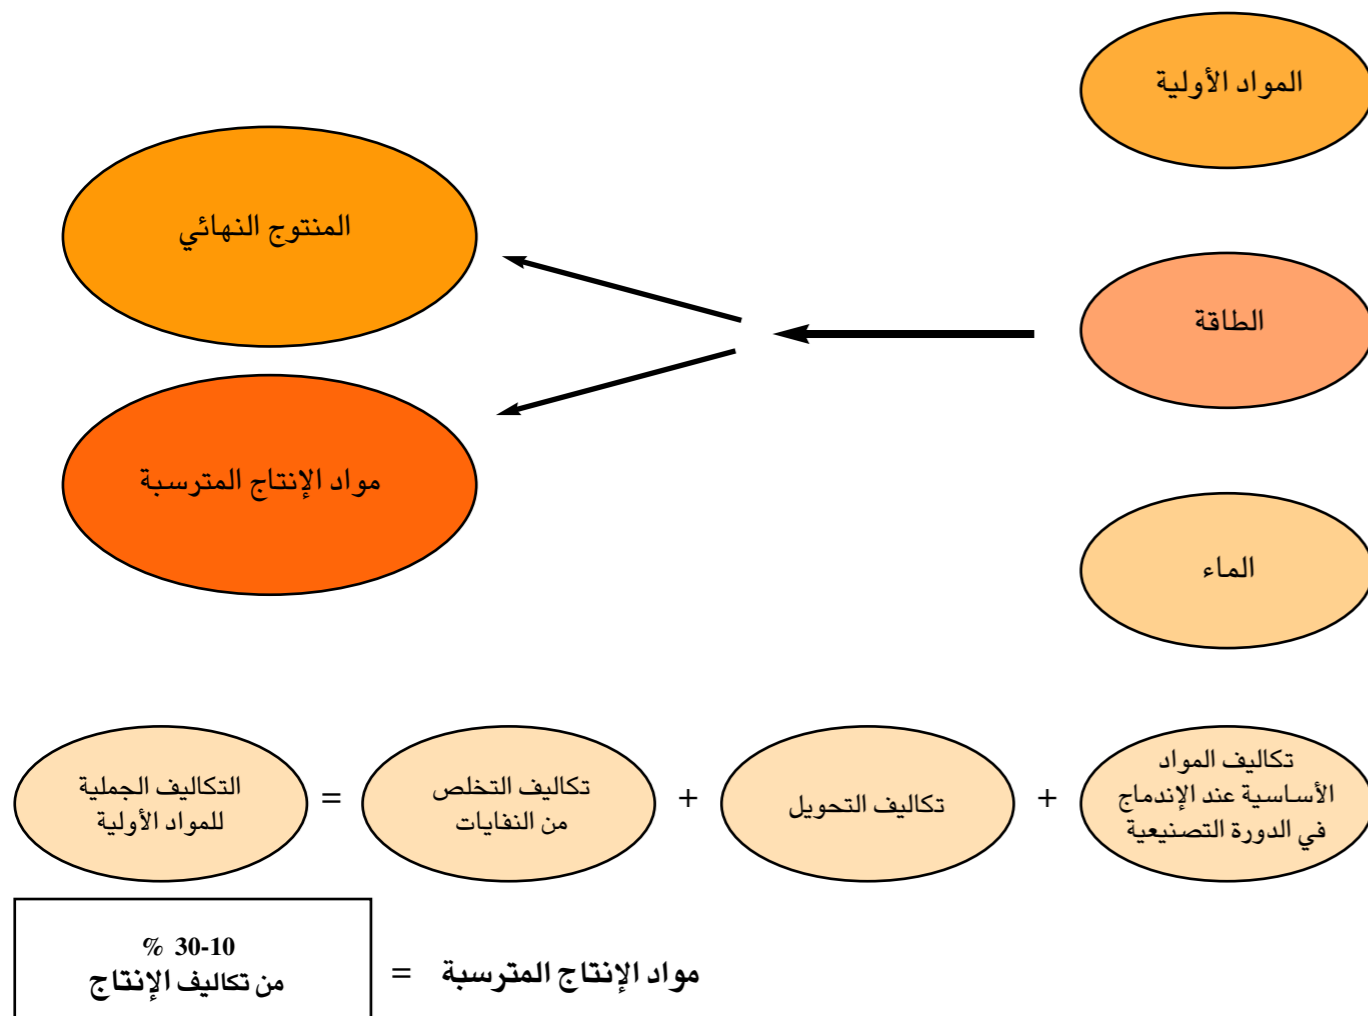 المواد الأولية
المنتوج النهائي
الطاقة
مواد الإنتاج المترسبة
الماء
تكاليف المواد
الأساسية عند الإندماج
في الدورة التصنيعية
+
تكاليف التحويل
+
تكاليف التخلص
من النفايات
=
التكاليف الجملية
للمواد الأولية
مواد الإنتاج المترسبة =
% 30-10
من تكاليف الإنتاج